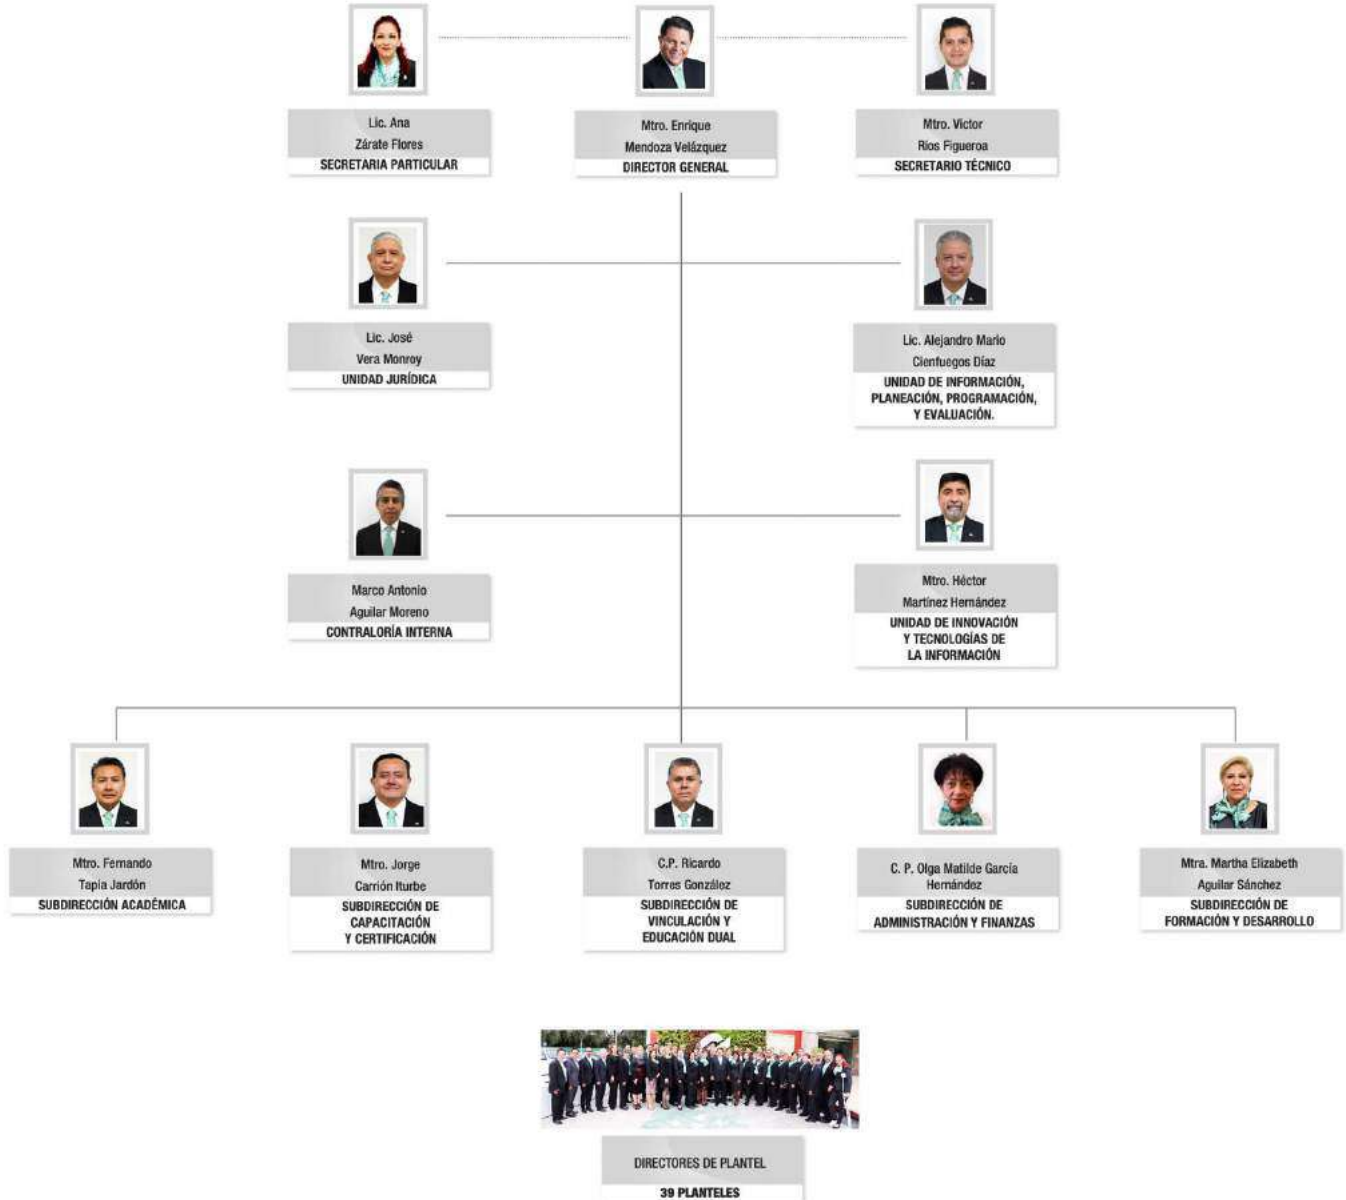 Lic. Ana
Zárate Flores
SECRETARIA PARTICULAR
Mtro. Enrique
Mendoza Velázquez
DIRECTOR GENERAL
Mtro. Victor
Ríos Figueroa
SECRETARIO TÉCNICO
Lic. José
Vera Monroy
UNIDAD JURÍDICA
Lic. Alejandro Mario
Cienfuegos Díaz
UNIDAD DE INFORMACIÓN,
PLANEACIÓN, PROGRAMACIÓN,
Y EVALUACIÓN.
Marco Antonio
Aguilar Moreno
CONTRALORÍA INTERNA
Mtro. Héctor
Martínez Hernández
UNIDAD DE INNOVACIÓN
Y TECNOLOGÍAS DE
LA INFORMACIÓN
Mtro. Fernando
Tapia Jardón
SUBDIRECCIÓN ACADÉMICA
Mtro. Jorge
Carrión Iturbe
SUBDIRECCIÓN DE
CAPACITACIÓN
Y CERTIFICACIÓN
C.P. Ricardo
Torres González
SUBDIRECCIÓN DE
VINCULACIÓN Y
EDUCACIÓN DUAL
C. P. Olga Matilde García
Hernández
SUBDIRECCIÓN DE
ADMINISTRACIÓN Y FINANZAS
Mtra. Martha Elizabeth
Aguilar Sánchez
SUBDIRECCIÓN DE
FORMACIÓN Y DESARROLLO
DIRECTORES DE PLANTEL
39 PLANTELES